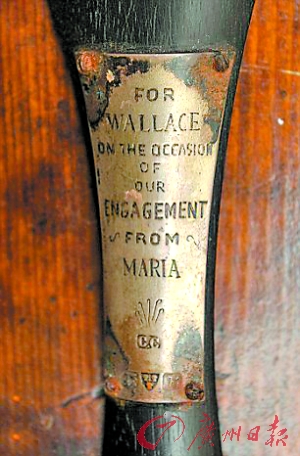 FOR
WALLACE
ON THE OCCASION
OF
OUR
ENGAGEMENT
FROM
MARIA
广州日报